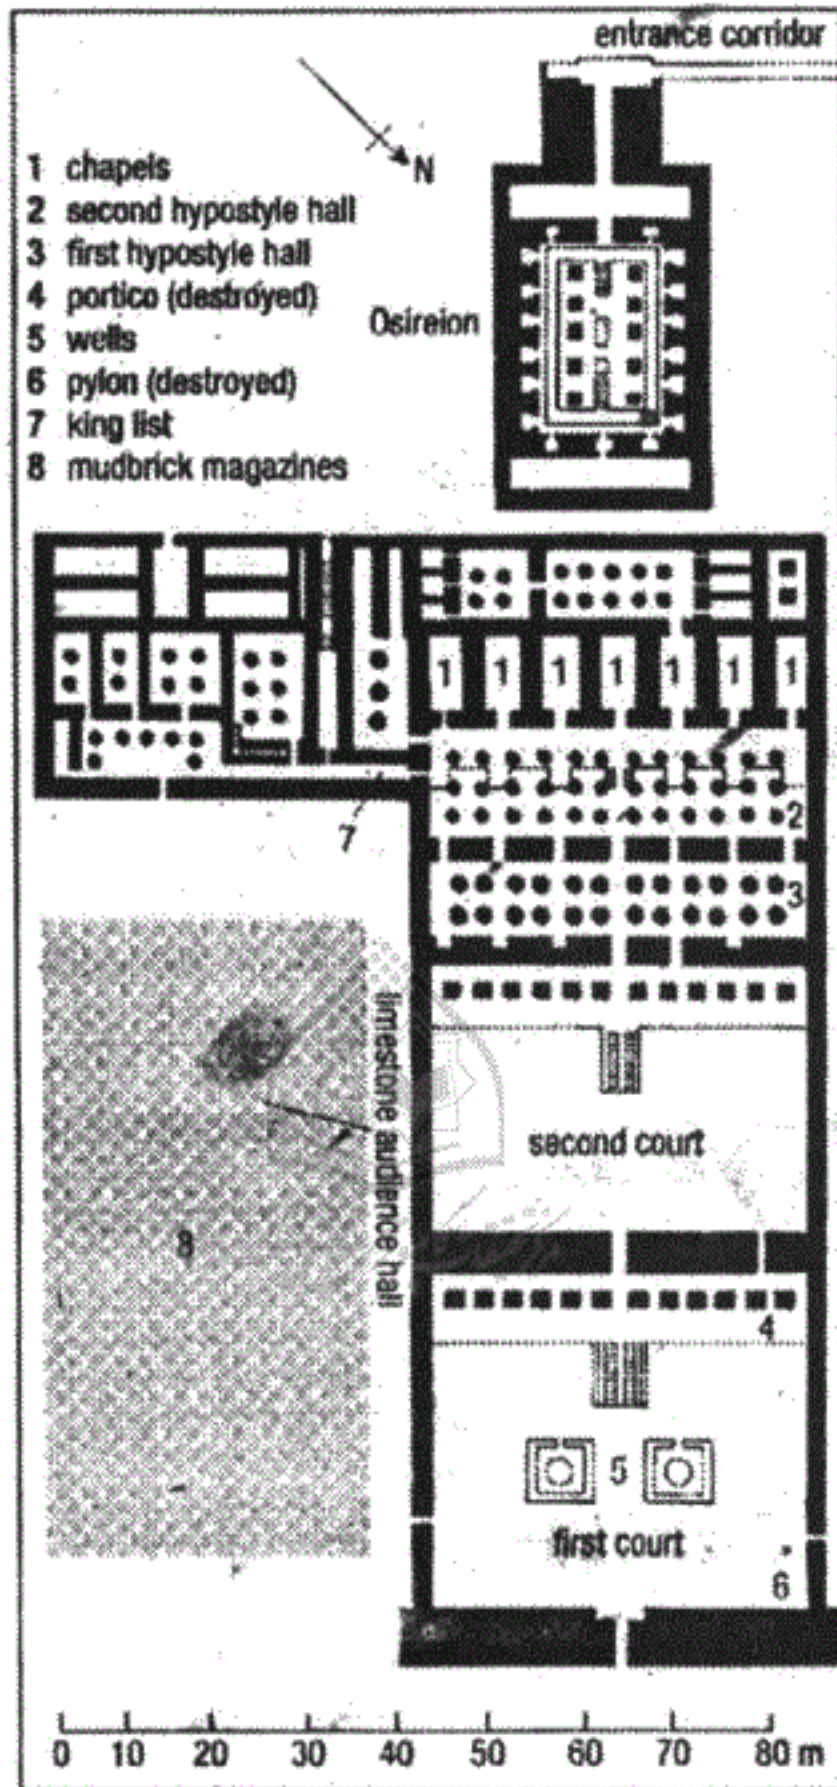 entrance corridor
N
1 chapels
2 second hypostyle hall
3 first hypostyle hall
4 portico (destroyed)
5 wells
6 pylon (destroyed)
7 king list
8 mudbrick magazines
Osireion
1 1 1 1 1 1 1
2
7
3
limestone audience hall
second court
8
4
5
first court
6
0 10 20 30 40 50 60 70 80 m